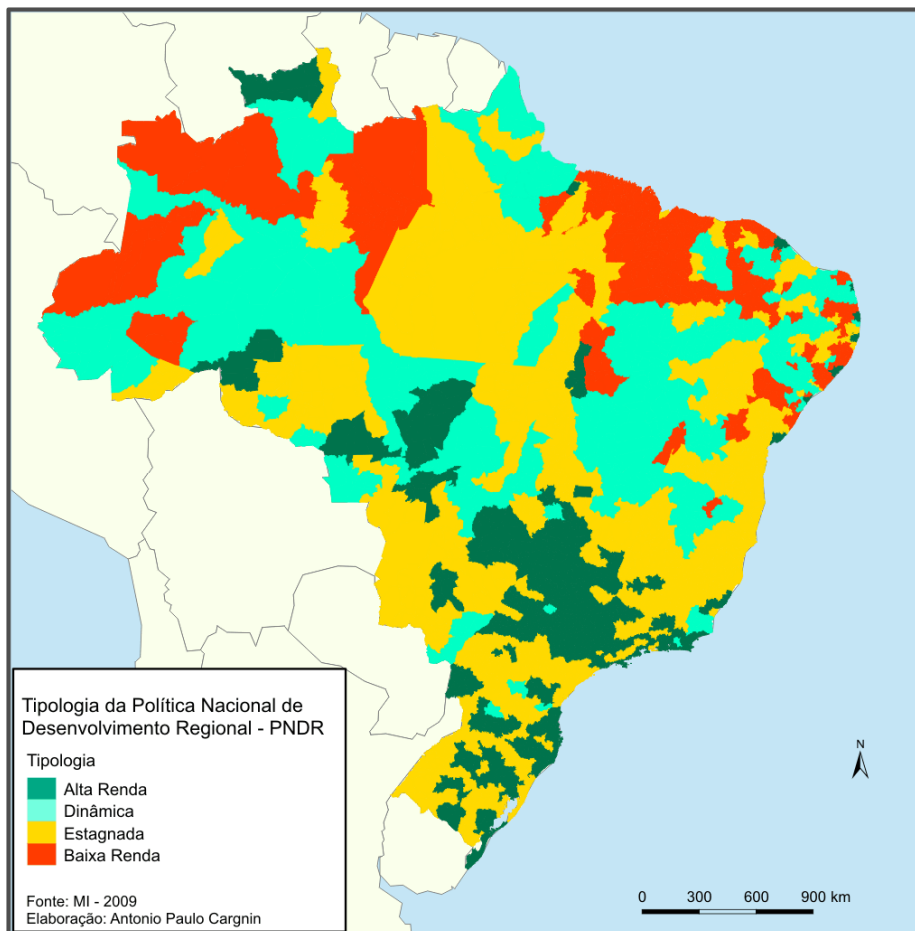 Tipologia da Política Nacional de
Desenvolvimento Regional - PNDR
Tipologia
Alta Renda
Dinâmica
Estagnada
Baixa Renda
Fonte: MI - 2009
Elaboração: Antonio Paulo Cargnin
N
0 300 600 900 km